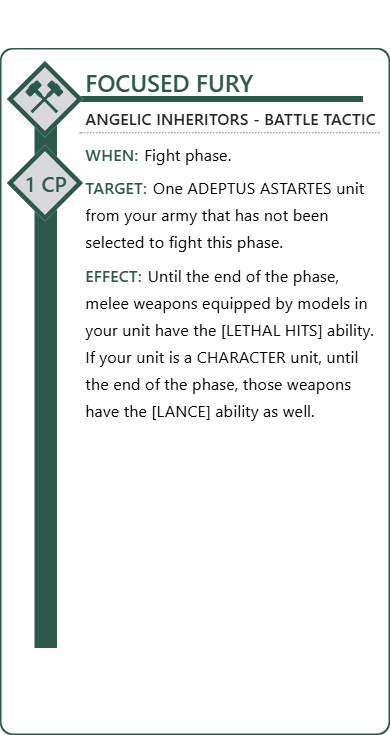 FOCUSED FURY
ANGELIC INHERITORS - BATTLE TACTIC
1 CP
WHEN: Fight phase.
TARGET: One ADEPTUS ASTARTES unit
from your army that has not been
selected to fight this phase.
EFFECT: Until the end of the phase,
melee weapons equipped by models in
your unit have the [LETHAL HITS] ability.
If your unit is a CHARACTER unit, until
the end of the phase, those weapons
have the [LANCE] ability as well.